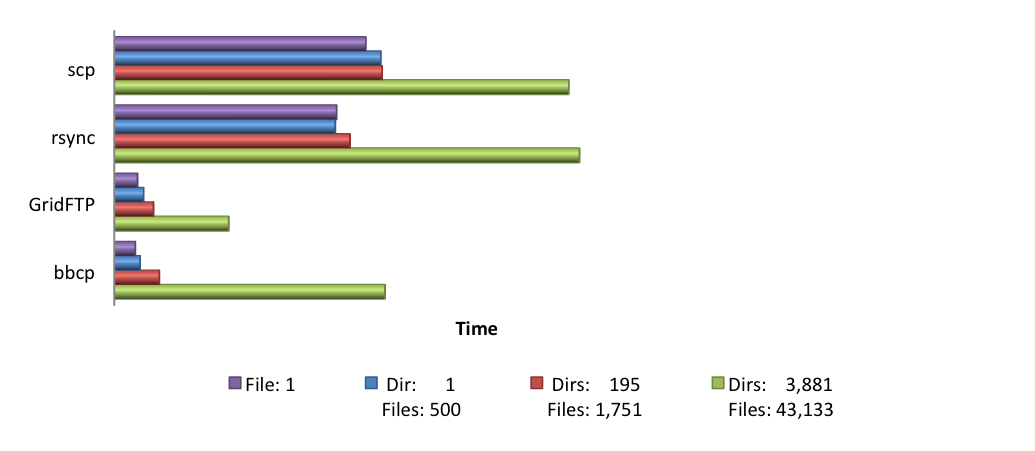 scp
rsync
GridFTP
bbcp
Time
File: 1
Dir: 1
Files: 500
Dirs: 195
Files: 1,751
Dirs: 3,881
Files: 43,133